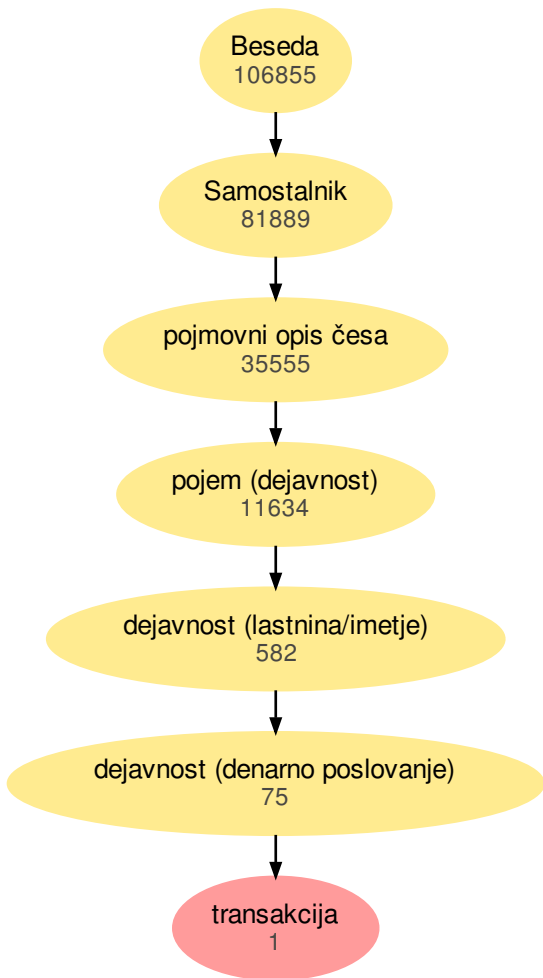 Beseda
106855
Samostalnik
81889
pojmovni opis česa
35555
pojem (dejavnost)
11634
dejavnost (lastnina/imetje)
582
dejavnost (denarno poslovanje)
75
transakcija
1